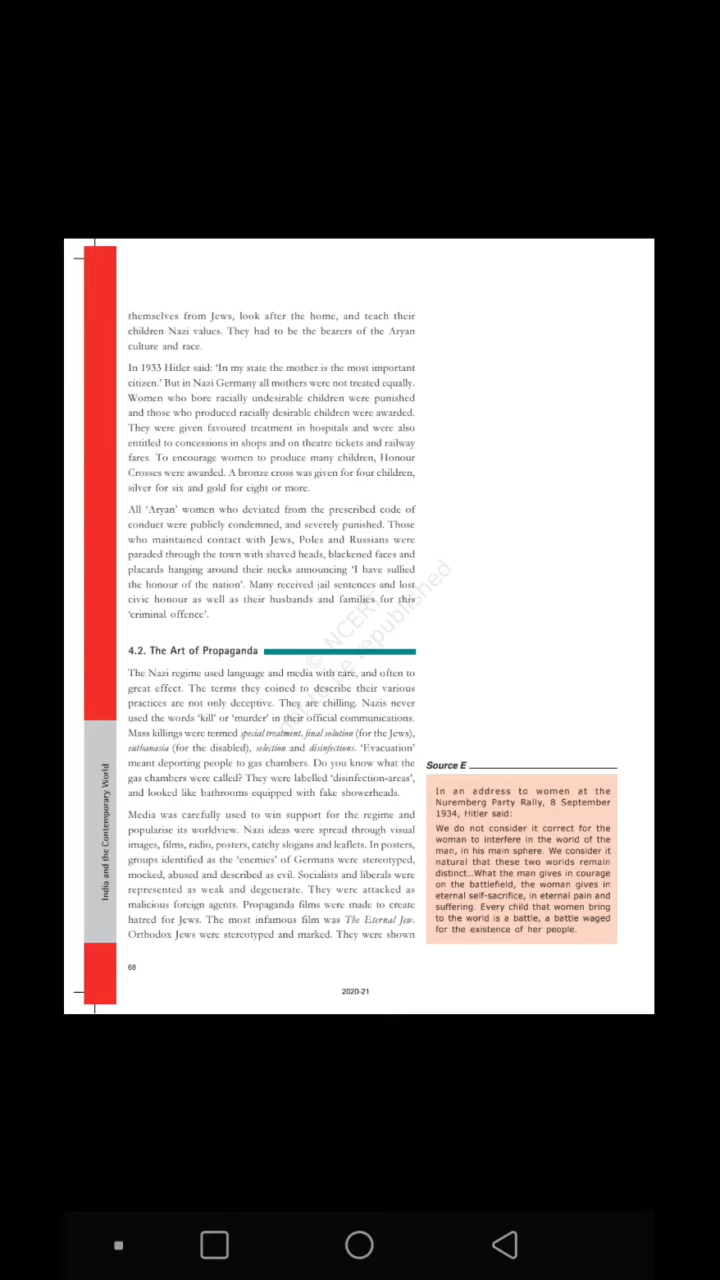 themselves from Jews, look after the home, and teach their
children Nazi values. They had to be the bearers of the Aryan
culture and race.
In 1933 Hitler said: ‘In my state the mother is the most important
citizen.’ But in Nazi Germany all mothers were not treated equally.
Women who bore racially undesirable children were punished
and those who produced racially desirable children were awarded.
They were given favoured treatment in hospitals and were also
entitled to concessions in shops and on theatre tickets and railway
fares. To encourage women to produce many children, Honour
Crosses were awarded. A bronze cross was given for four children,
silver for six and gold for eight or more.
All ‘Aryan’ women who deviated from the prescribed code of
conduct were publicly condemned, and severely punished. Those
who maintained contact with Jews, Poles and Russians were
paraded through the town with shaved heads, blackened faces and
placards hanging around their necks announcing ‘I have sullied
the honour of the nation’. Many received jail sentences and lost
civic honour as well as their husbands and families for this
‘criminal offence’.
4.2. The Art of Propaganda
The Nazi regime used language and media with care, and often to
great effect. The terms they coined to describe their various
practices are not only deceptive. They are chilling. Nazis never
used the words ‘kill’ or ‘murder’ in their official communications.
Mass killings were termed special treatment, final solution (for the Jews),
euthanasia (for the disabled), selection and disinfections. ‘Evacuation’
meant deporting people to gas chambers. Do you know what the
gas chambers were called? They were labelled ‘disinfection-areas’,
and looked like bathrooms equipped with fake showerheads.
Media was carefully used to win support for the regime and
popularise its worldview. Nazi ideas were spread through visual
images, films, radio, posters, catchy slogans and leaflets. In posters,
groups identified as the ‘enemies’ of Germans were stereotyped,
mocked, abused and described as evil. Socialists and liberals were
represented as weak and degenerate. They were attacked as
malicious foreign agents. Propaganda films were made to create
hatred for Jews. The most infamous film was The Eternal Jew.
Orthodox Jews were stereotyped and marked. They were shown
Source E
In an address to women at the
Nuremberg Party Rally, 8 September
1934, Hitler said:
We do not consider it correct for the
woman to interfere in the world of the
man, in his main sphere. We consider it
natural that these two worlds remain
distinct...What the man gives in courage
on the battlefield, the woman gives in
eternal self-sacrifice, in eternal pain and
suffering. Every child that women bring
to the world is a battle, a battle waged
for the existence of her people.
India and the Contemporary World
68
2020-21
© NCERT
not to be republished